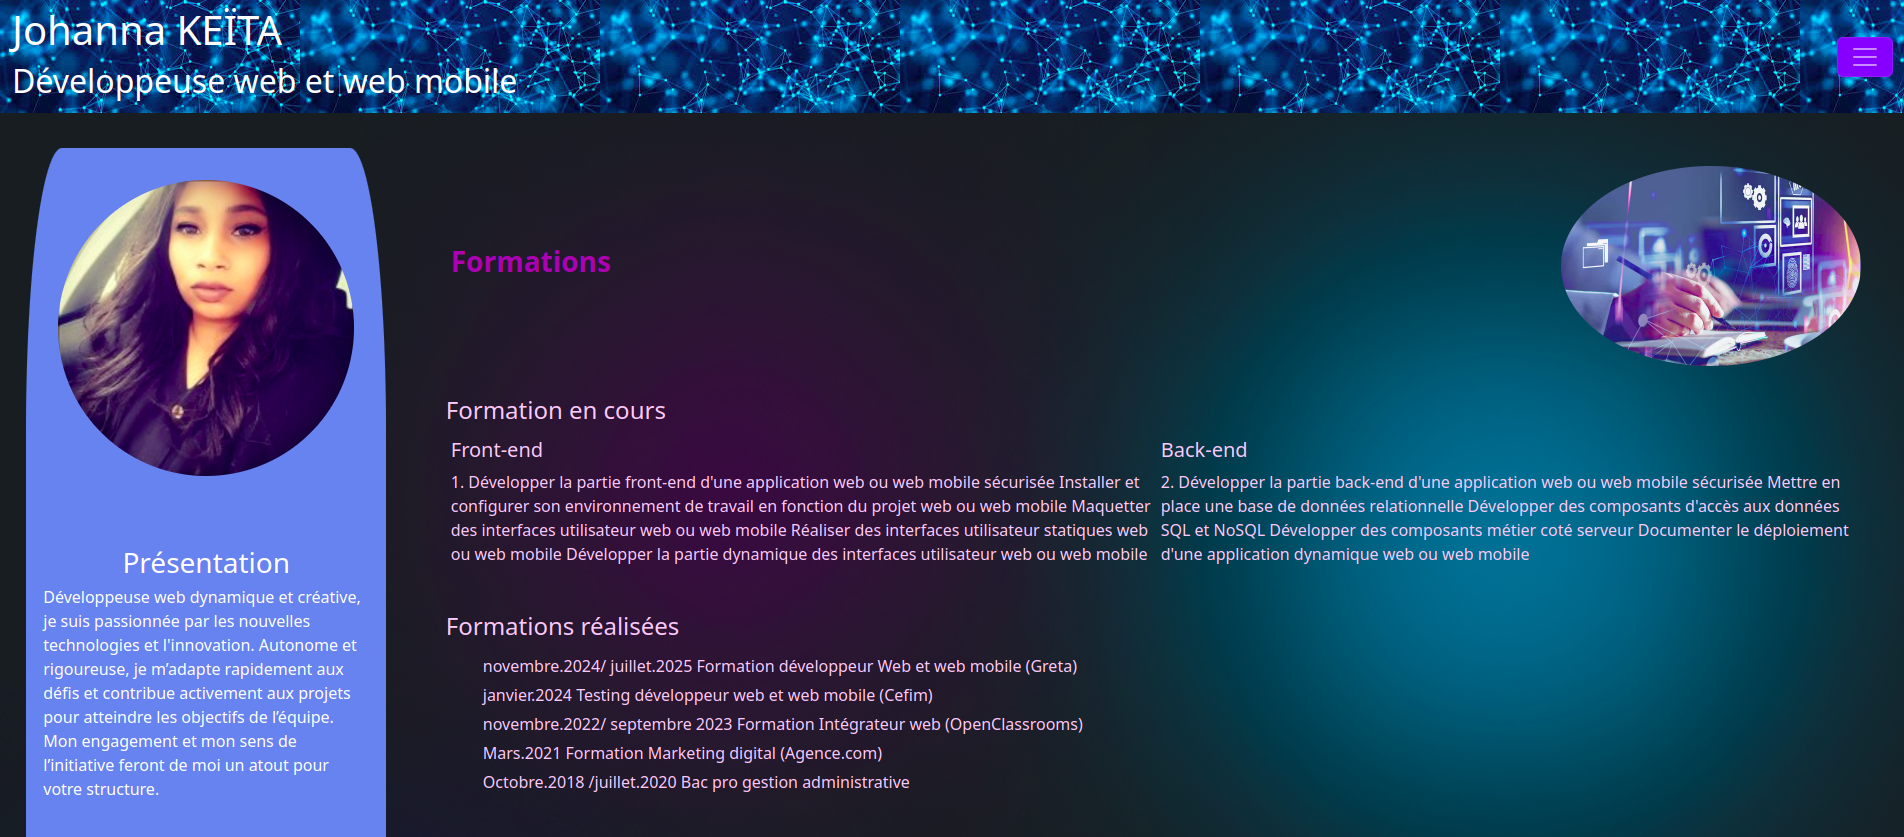 Johanna KEÏTA
Développeuse web et web mobile
Présentation
Développeuse web dynamique et créative,
je suis passionnée par les nouvelles
technologies et l'innovation. Autonome et
rigoureuse, je m’adapte rapidement aux
défis et contribue activement aux projets
pour atteindre les objectifs de l’équipe.
Mon engagement et mon sens de
l’initiative feront de moi un atout pour
votre structure.
Formations
Formation en cours
Front-end
1. Développer la partie front-end d'une application web ou web mobile sécurisée Installer et
configurer son environnement de travail en fonction du projet web ou web mobile Maquetter
des interfaces utilisateur web ou web mobile Réaliser des interfaces utilisateur statiques web
ou web mobile Développer la partie dynamique des interfaces utilisateur web ou web mobile
Back-end
2. Développer la partie back-end d'une application web ou web mobile sécurisée Mettre en
place une base de données relationnelle Développer des composants d'accès aux données
SQL et NoSQL Développer des composants métier coté serveur Documenter le déploiement
d'une application dynamique web ou web mobile
Formations réalisées
novembre.2024/ juillet.2025 Formation développeur Web et web mobile (Greta)
janvier.2024 Testing développeur web et web mobile (Cefim)
novembre.2022/ septembre 2023 Formation Intégrateur web (OpenClassrooms)
Mars.2021 Formation Marketing digital (Agence.com)
Octobre.2018 /juillet.2020 Bac pro gestion administrative